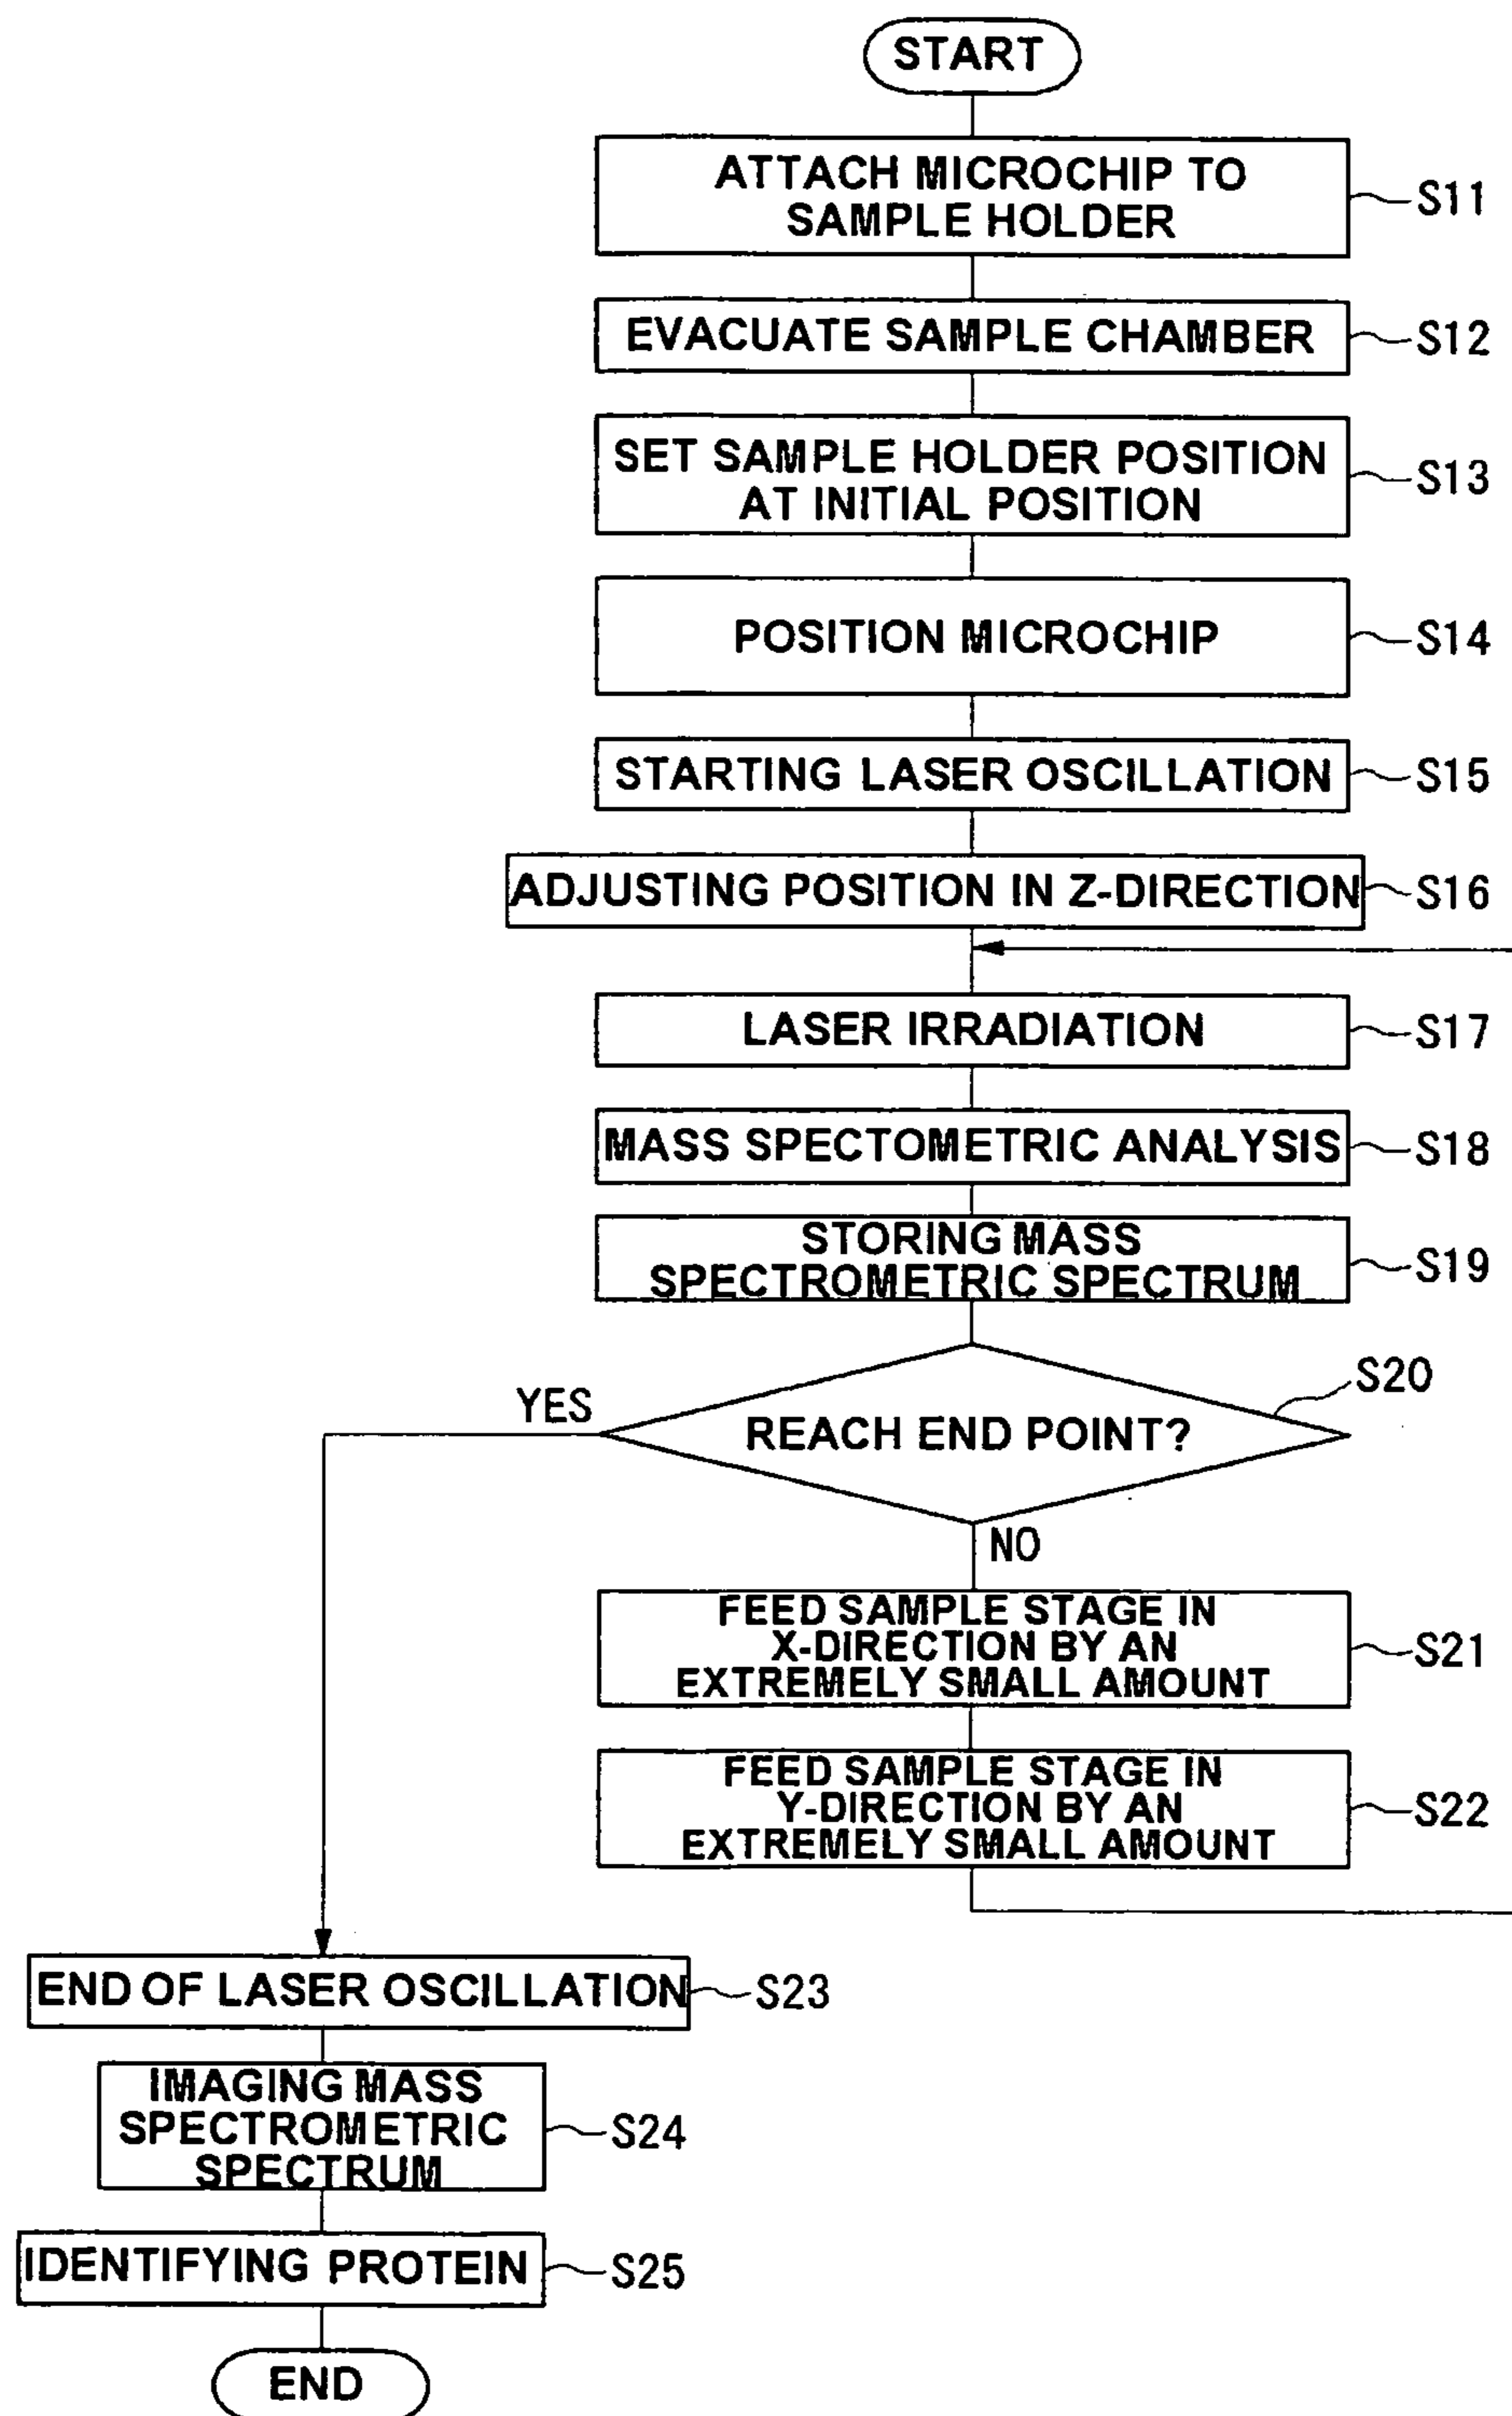 START
ATTACH MICROCHIP TO
SAMPLE HOLDER
S11
EVACUATE SAMPLE CHAMBER
S12
SET SAMPLE HOLDER POSITION
AT INITIAL POSITION
S13
POSITION MICROCHIP
S14
STARTING LASER OSCILLATION
S15
ADJUSTING POSITION IN Z-DIRECTION
S16
LASER IRRADIATION
S17
MASS SPECTOMETRIC ANALYSIS
S18
STORING MASS
SPECTROMETRIC SPECTRUM
S19
S20
YES
REACH END POINT?
NO
FEED SAMPLE STAGE IN
X-DIRECTION BY AN
EXTREMELY SMALL AMOUNT
S21
FEED SAMPLE STAGE IN
Y-DIRECTION BY AN
EXTREMELY SMALL AMOUNT
S22
END OF LASER OSCILLATION
S23
IMAGING MASS
SPECTROMETRIC
SPECTRUM
S24
IDENTIFYING PROTEIN
S25
END